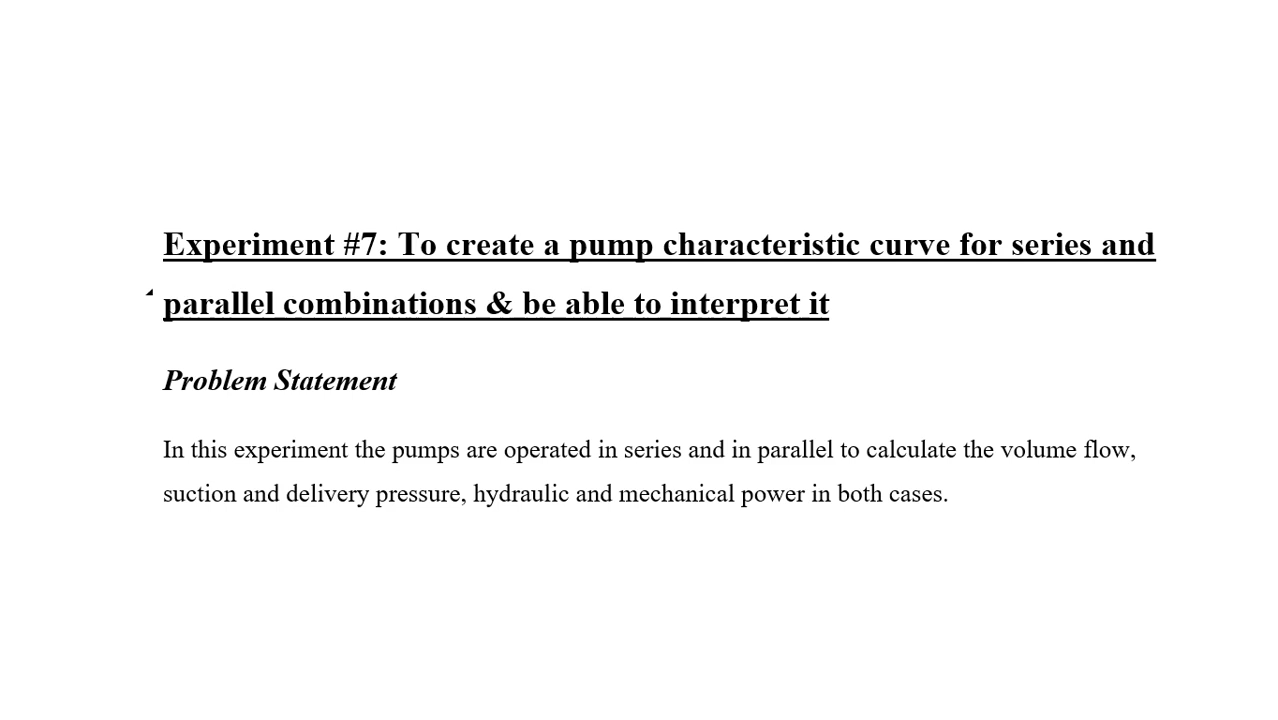 Experiment #7: To create a pump characteristic curve for series and
parallel combinations & be able to interpret it
Problem Statement
In this experiment the pumps are operated in series and in parallel to calculate the volume flow,
suction and delivery pressure, hydraulic and mechanical power in both cases.